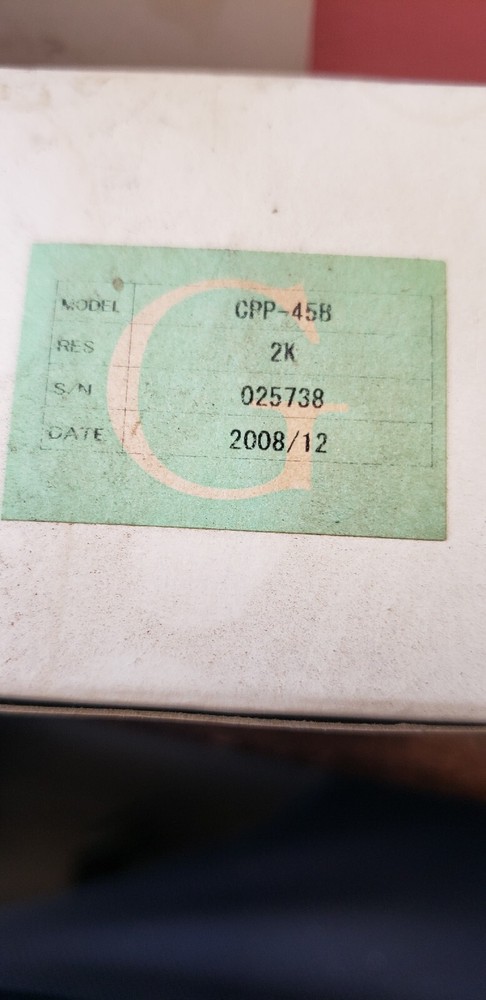 G
MODEL CPP-45B
RES 2K
S/N 025738
DATE 2008/12